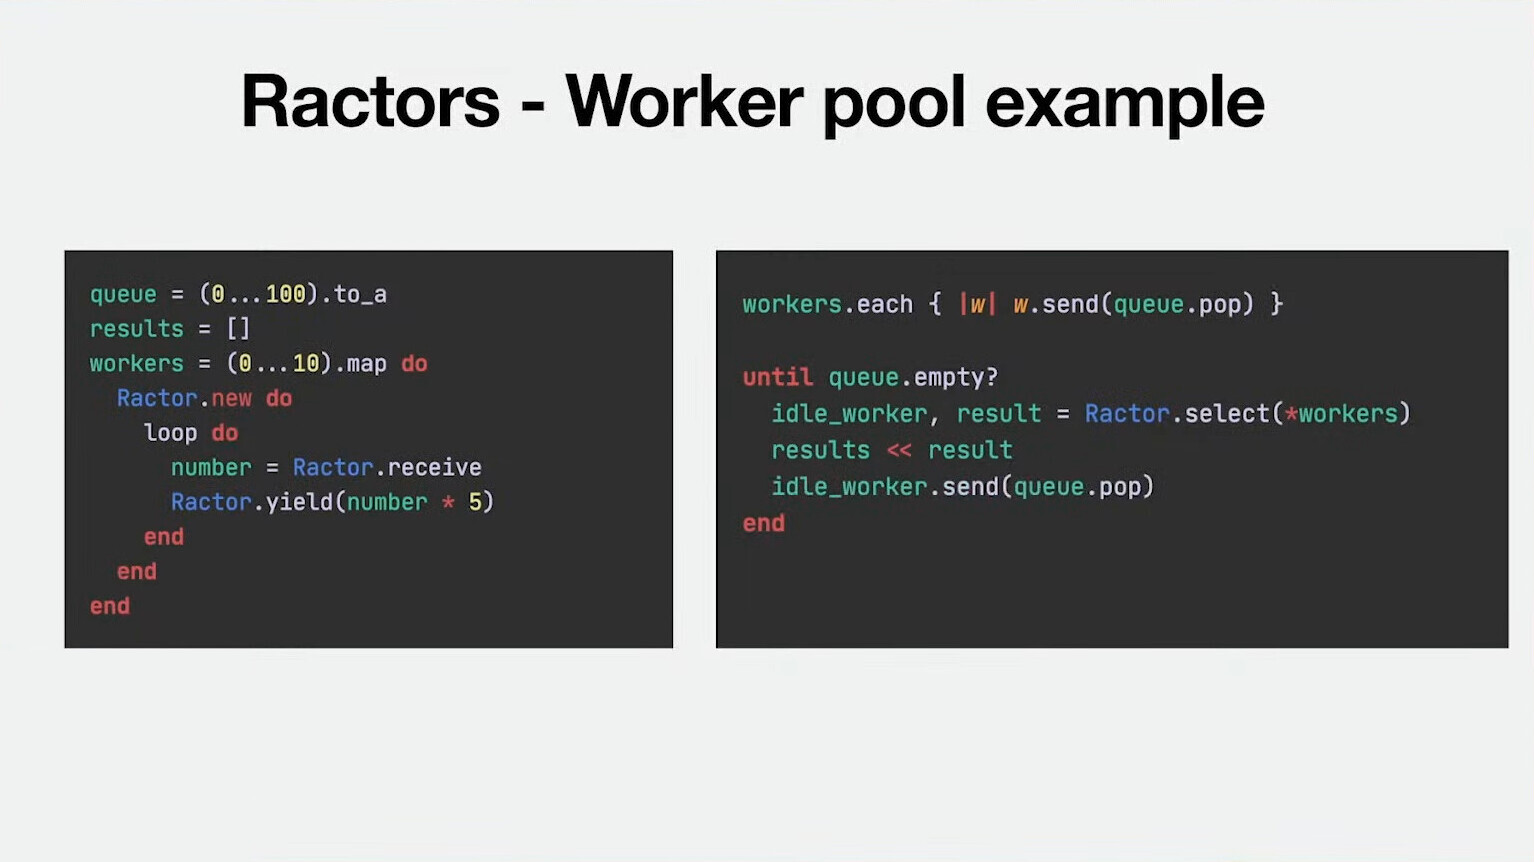 Ractors - Worker pool example
queue = (0...100).to_a
results = []
workers = (0...10).map do
  Ractor.new do
    loop do
      number = Ractor.receive
      Ractor.yield(number * 5)
    end
  end
end
workers.each { |w| w.send(queue.pop) }
until queue.empty?
  idle_worker, result = Ractor.select(*workers)
  results << result
  idle_worker.send(queue.pop)
end